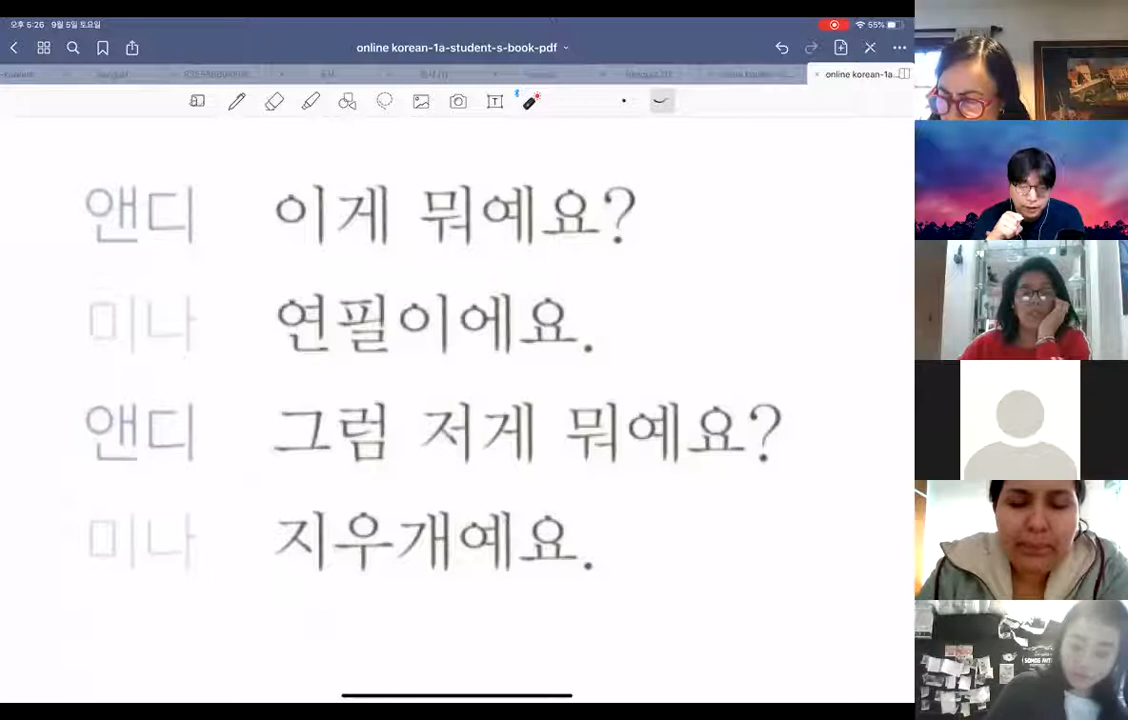 오후 5:26 9월 5일 토요일
55%
online korean-1a-student-s-book-pdf
online korean-1a...
앤디 이게 뭐예요?
미나 연필이에요.
앤디 그럼 저게 뭐예요?
미나 지우개예요.